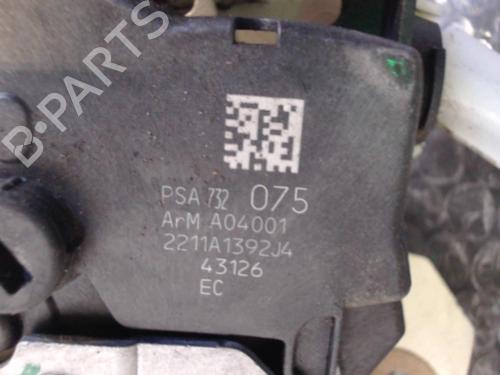 B-PARTS
PSA 732 075
ArM A04001
2211A1392J4
43126
EC